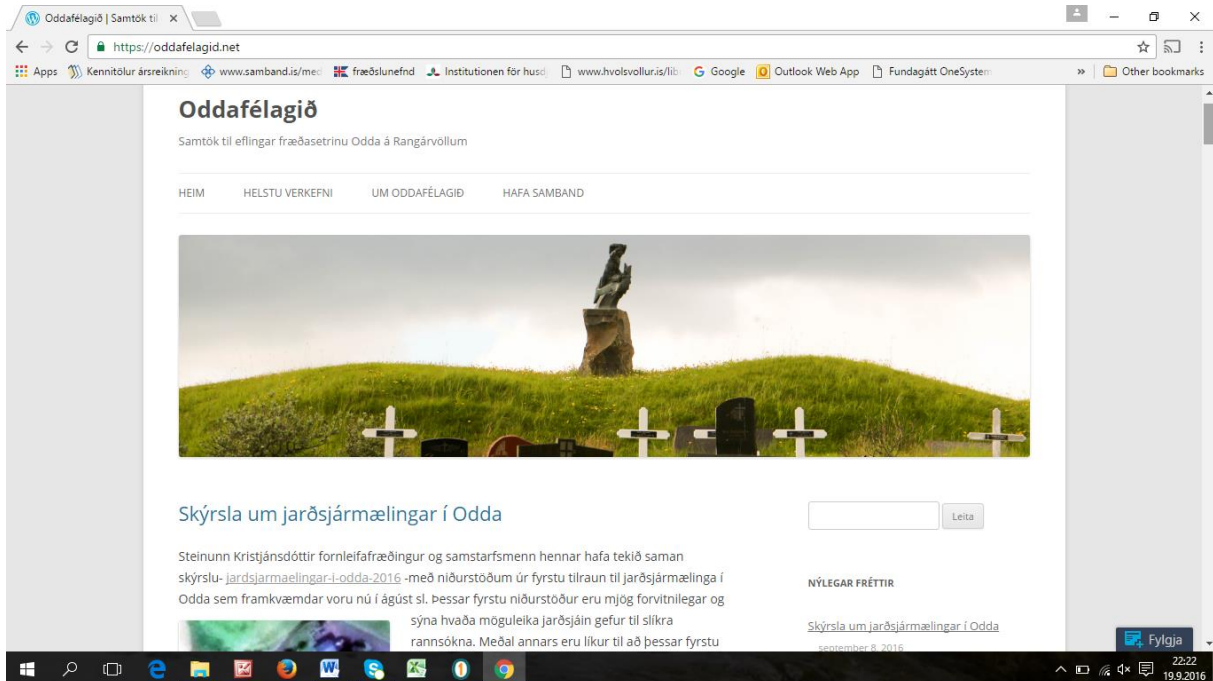 Oddafélagið | Samtök til
https://oddafelagid.net
Apps Kennitölur ársreikning www.samband.is/med fræðslunefnd Institutionen för husdj www.hvolsvollur.is/lib Google Outlook Web App Fundagátt OneSystem » Other bookmarks
Oddafélagið
Samtök til eflingar fræðasetrinu Odda á Rangárvöllum
HEIM HELSTU VERKEFNI UM ODDAFÉLAGIÐ HAFA SAMBAND
Skýrsla um jarðsjármælingar í Odda
Steinunn Kristjánsdóttir fornleifafræðingur og samstarfsmenn hennar hafa tekið saman
skýrslu- jardsjarmaelingar-i-odda-2016 -með niðurstöðum úr fyrstu tilraun til jarðsjármælinga í
Odda sem framkvæmdar voru nú í ágúst sl. Þessar fyrstu niðurstöður eru mjög forvitnilegar og
sýna hvaða möguleika jarðsjáin gefur til slíkra
rannsókna. Meðal annars eru líkur til að þessar fyrstu
Leita
NÝLEGAR FRÉTTIR
Skýrsla um jarðsjármælingar í Odda
september 8, 2016
Fylgja
22:22
19.9.2016